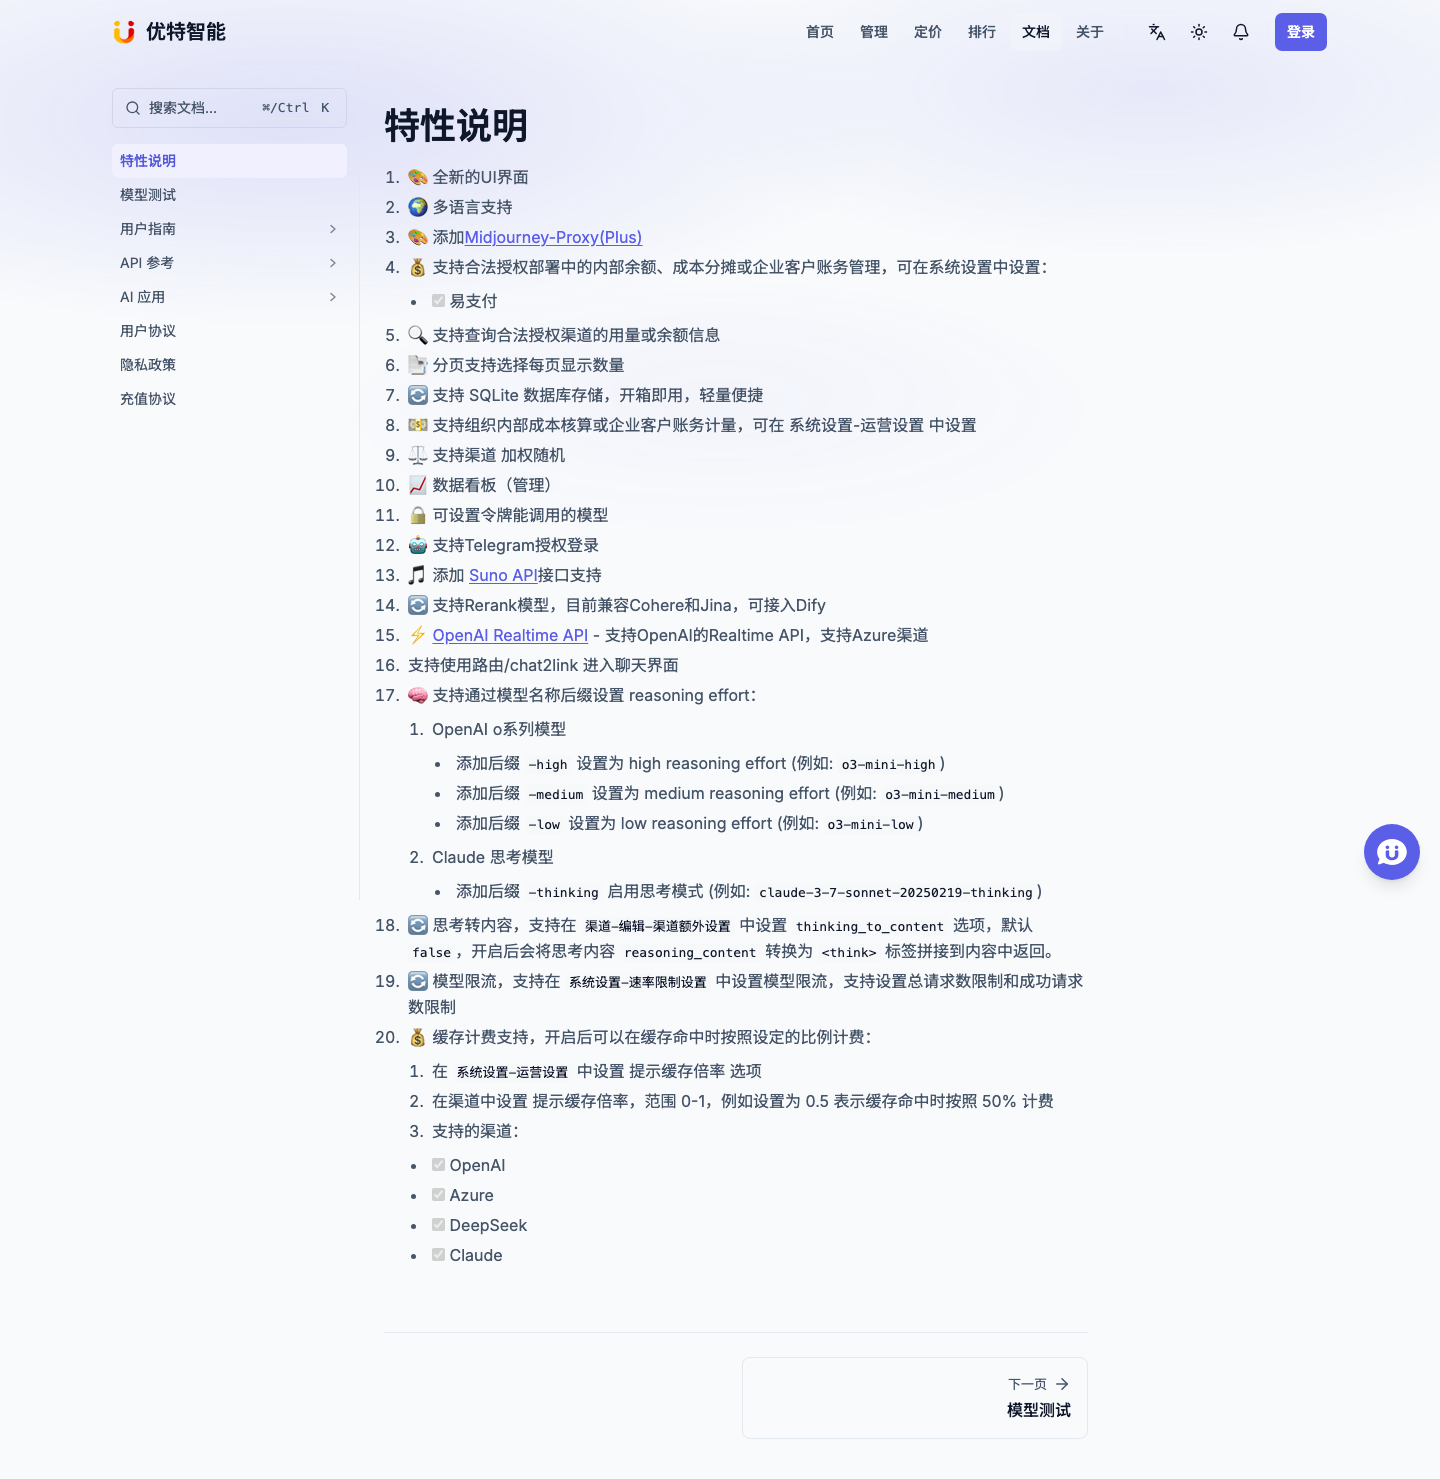 优特智能
首页 管理 定价 排行 文档 关于 登录
搜索文档... ⌘/Ctrl K
特性说明
模型测试
用户指南
API 参考
AI 应用
用户协议
隐私政策
充值协议
特性说明
1. 🎨 全新的UI界面
2. 🌍 多语言支持
3. 🎨 添加Midjourney-Proxy(Plus)
4. 💰 支持合法授权部署中的内部余额、成本分摊或企业客户账务管理，可在系统设置中设置：
易支付
5. 🔍 支持查询合法授权渠道的用量或余额信息
6. 📑 分页支持选择每页显示数量
7. 🔄 支持 SQLite 数据库存储，开箱即用，轻量便捷
8. 💵 支持组织内部成本核算或企业客户账务计量，可在 系统设置-运营设置 中设置
9. ⚖️ 支持渠道 加权随机
10. 📈 数据看板（管理）
11. 🔒 可设置令牌能调用的模型
12. 🤖 支持Telegram授权登录
13. 🎵 添加 Suno API接口支持
14. 🔄 支持Rerank模型，目前兼容Cohere和Jina，可接入Dify
15. ⚡ OpenAI Realtime API - 支持OpenAI的Realtime API，支持Azure渠道
16. 支持使用路由/chat2link 进入聊天界面
17. 🧠 支持通过模型名称后缀设置 reasoning effort：
1. OpenAI o系列模型
添加后缀 -high 设置为 high reasoning effort (例如: o3-mini-high)
添加后缀 -medium 设置为 medium reasoning effort (例如: o3-mini-medium)
添加后缀 -low 设置为 low reasoning effort (例如: o3-mini-low)
2. Claude 思考模型
添加后缀 -thinking 启用思考模式 (例如: claude-3-7-sonnet-20250219-thinking)
18. 🔄 思考转内容，支持在 渠道-编辑-渠道额外设置 中设置 thinking_to_content 选项，默认
false，开启后会将思考内容 reasoning_content 转换为 <think> 标签拼接到内容中返回。
19. 🔄 模型限流，支持在 系统设置-速率限制设置 中设置模型限流，支持设置总请求数限制和成功请求
数限制
20. 💰 缓存计费支持，开启后可以在缓存命中时按照设定的比例计费：
1. 在 系统设置-运营设置 中设置 提示缓存倍率 选项
2. 在渠道中设置 提示缓存倍率，范围 0-1，例如设置为 0.5 表示缓存命中时按照 50% 计费
3. 支持的渠道：
OpenAI
Azure
DeepSeek
Claude
下一页
模型测试